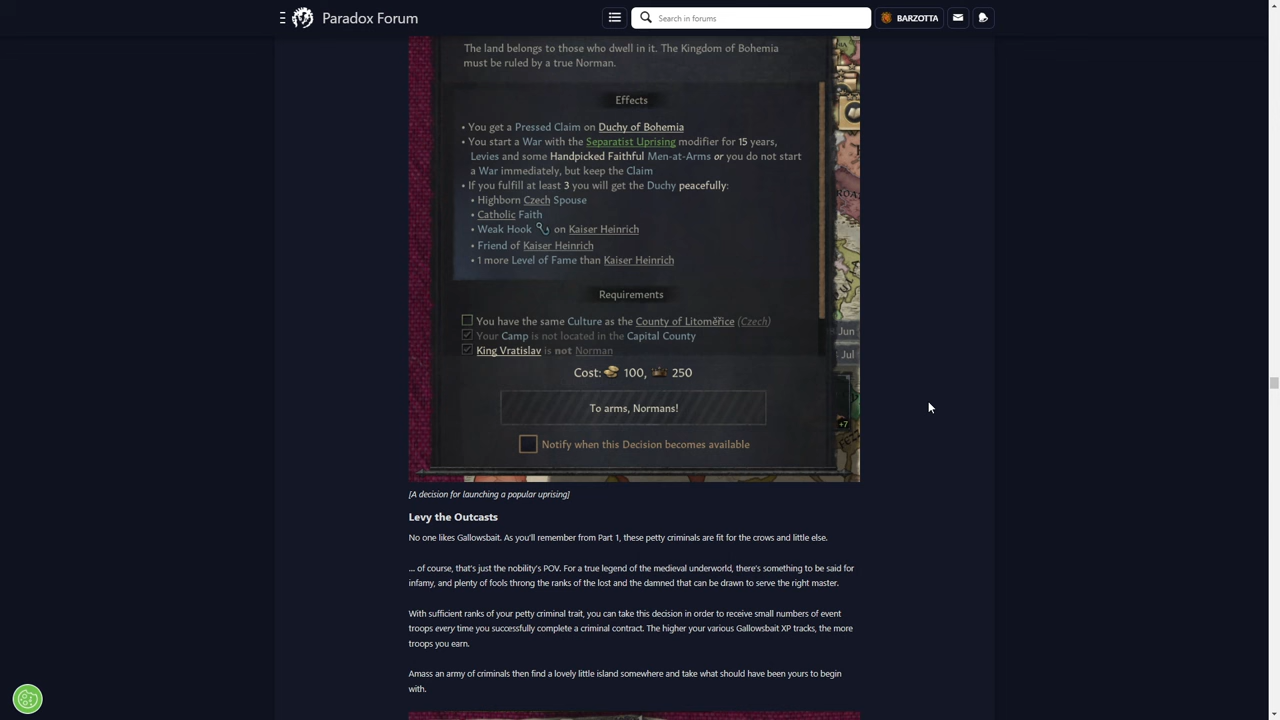 Paradox Forum
Search in forums
BARZOTTA
The land belongs to those who dwell in it. The Kingdom of Bohemia
must be ruled by a true Norman.
Effects
• You get a Pressed Claim on Duchy of Bohemia
• You start a War with the Separatist Uprising modifier for 15 years,
Levies and some Handpicked Faithful Men-at-Arms or you do not start
a War immediately, but keep the Claim
• If you fulfill at least 3 you will get the Duchy peacefully:
• Highborn Czech Spouse
• Catholic Faith
• Weak Hook on Kaiser Heinrich
• Friend of Kaiser Heinrich
• 1 more Level of Fame than Kaiser Heinrich
Requirements
You have the same Culture as the County of Litoměřice (Czech)
Your Camp is not located in the Capital County
King Vratislav is not Norman
Jun
Jul
Cost: 100, 250
To arms, Normans!
+7
Notify when this Decision becomes available
[A decision for launching a popular uprising]
Levy the Outcasts
No one likes Gallowsbait. As you'll remember from Part 1, these petty criminals are fit for the crows and little else.
... of course, that's just the nobility's POV. For a true legend of the medieval underworld, there's something to be said for
infamy, and plenty of fools throng the ranks of the lost and the damned that can be drawn to serve the right master.
With sufficient ranks of your petty criminal trait, you can take this decision in order to receive small numbers of event
troops every time you successfully complete a criminal contract. The higher your various Gallowsbait XP tracks, the more
troops you earn.
Amass an army of criminals then find a lovely little island somewhere and take what should have been yours to begin
with.